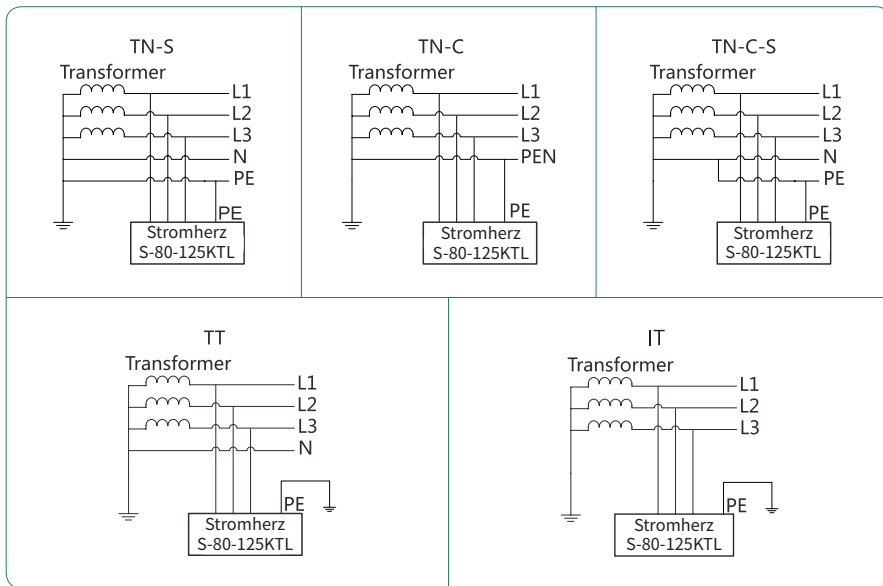 TN-S
Transformer
L1
L2
L3
N
PE
PE
Stromherz
S-80-125KTL
TN-C
Transformer
L1
L2
L3
PEN
PE
Stromherz
S-80-125KTL
TN-C-S
Transformer
L1
L2
L3
N
PE
PE
Stromherz
S-80-125KTL
TT
Transformer
L1
L2
L3
N
PE
Stromherz
S-80-125KTL
IT
Transformer
L1
L2
L3
PE
Stromherz
S-80-125KTL